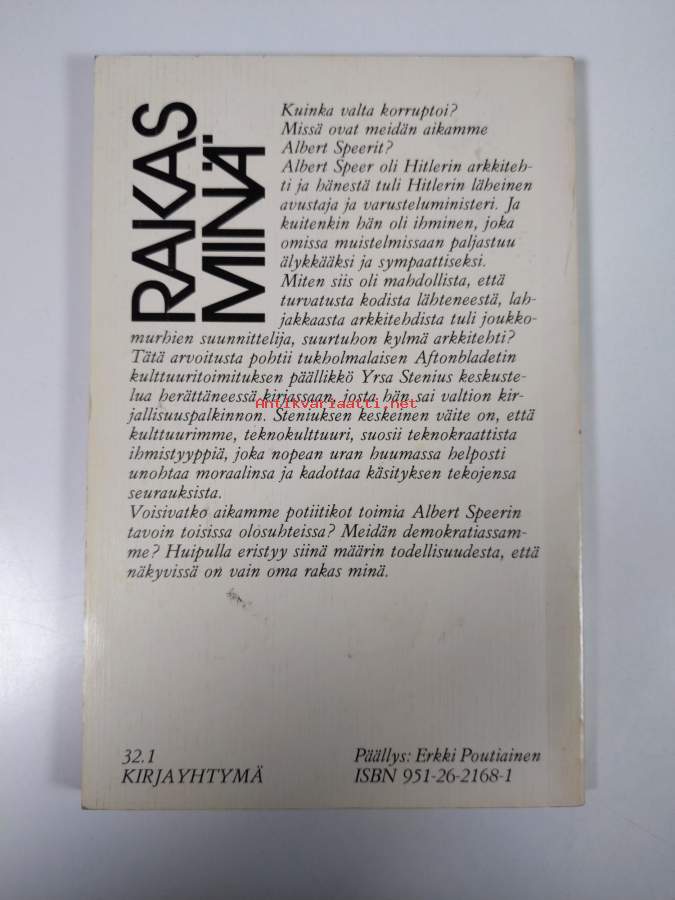 RAKAS
MINÄ
Kuinka valta korruptoi?
Missä ovat meidän aikamme
Albert Speerit?
Albert Speer oli Hitlerin arkkiteh-
ti ja hänestä tuli Hitlerin läheinen
avustaja ja varusteluministeri. Ja
kuitenkin hän oli ihminen, joka
omissa muistelmissaan paljastuu
älykkääksi ja sympaattiseksi.
Miten siis oli mahdollista, että
turvatusta kodista lähteneestä, lah-
jakkaasta arkkitehdista tuli joukko-
murhien suunnittelija, suurtuhon kylmä arkkitehti?
Tätä arvoitusta pohtii tukholmalaisen Aftonbladetin
kulttuuritoimituksen päällikkö Yrsa Stenius keskuste-
lua herättäneessä kirjassaan, josta hän sai valtion kir-
Antikvariaatti.net
jallisuuspalkinnon. Steniuksen keskeinen väite on, että
kulttuurimme, teknokulttuuri, suosii teknokraattista
ihmistyyppiä, joka nopean uran huumassa helposti
unohtaa moraalinsa ja kadottaa käsityksen tekojensa
seurauksista.
Voisivatko aikamme potiitikot toimia Albert Speerin
tavoin toisissa olosuhteissa? Meidän demokratiassam-
me? Huipulla eristyy siinä määrin todellisuudesta, että
näkyvissä on vain oma rakas minä.
32.1
KIRJAYHTYMÄ
Päällys: Erkki Poutiainen
ISBN 951-26-2168-1